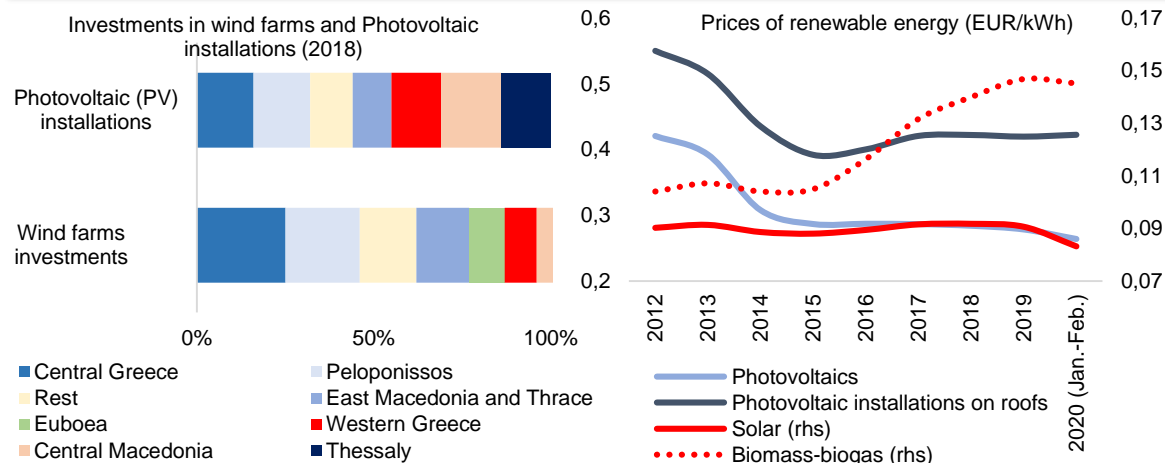 Investments in wind farms and Photovoltaic
installations (2018)
Photovoltaic (PV)
installations
Wind farms
investments
0%
50%
100%
Central Greece
Peloponissos
Rest
East Macedonia and Thrace
Euboea
Western Greece
Central Macedonia
Thessaly
Prices of renewable energy (EUR/kWh)
0,6
0,5
0,4
0,3
0,2
0,17
0,15
0,13
0,11
0,09
0,07
2012
2013
2014
2015
2016
2017
2018
2019
2020 (Jan.-Feb.)
Photovoltaics
Photovoltaic installations on roofs
Solar (rhs)
Biomass-biogas (rhs)